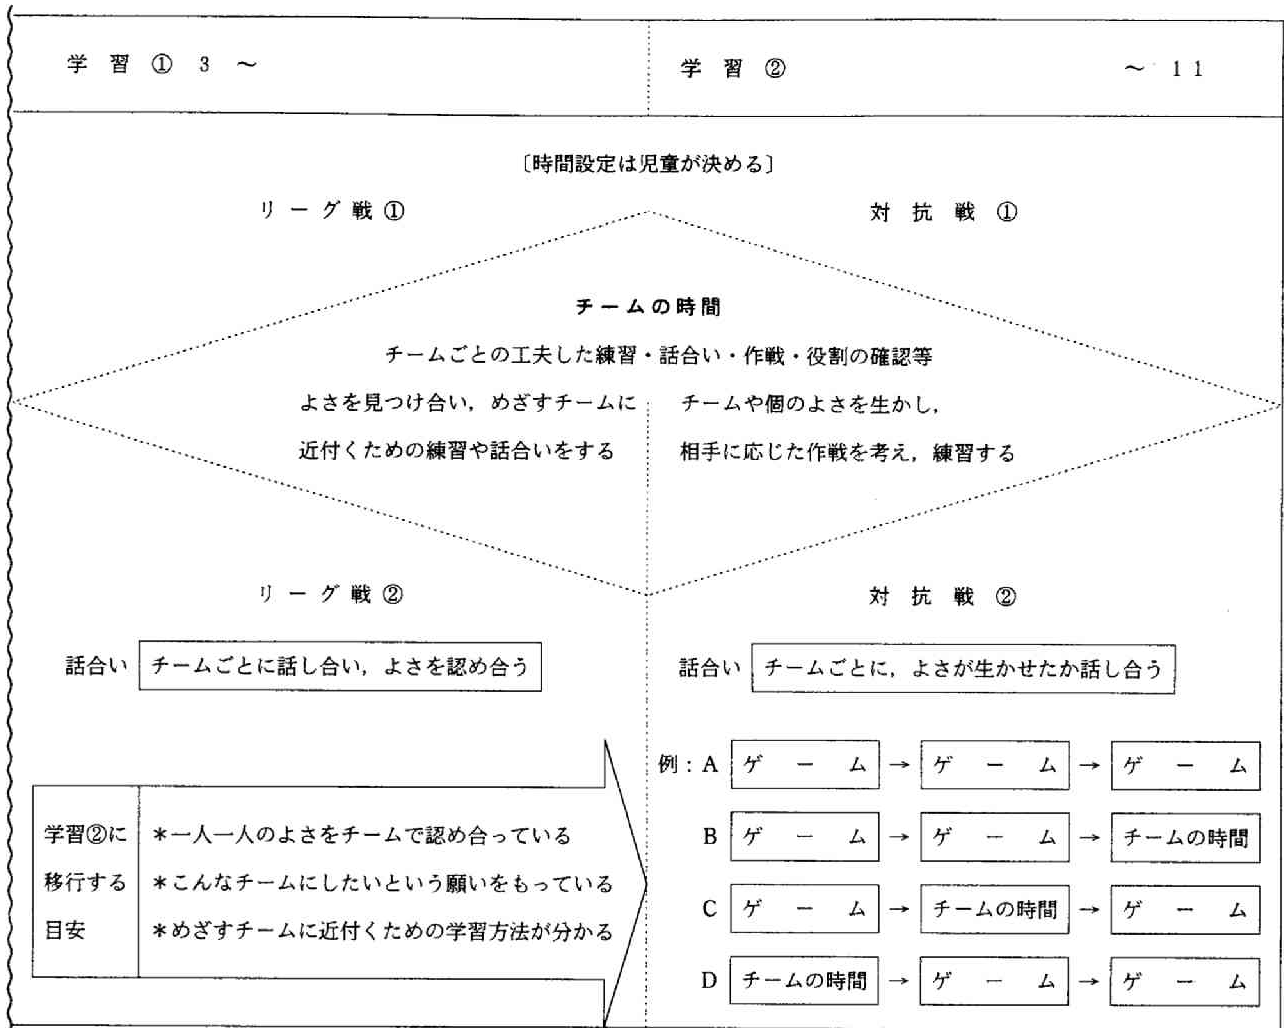 学習① 3 ～
学習② ～ 11
〔時間設定は児童が決める〕
リーグ戦①
対抗戦①
チームの時間
チームごとの工夫した練習・話合い・作戦・役割の確認等
よさを見つけ合い，めざすチームに
近付くための練習や話合いをする
チームや個のよさを生かし，
相手に応じた作戦を考え，練習する
リーグ戦②
対抗戦②
話合い チームごとに話し合い，よさを認め合う
話合い チームごとに，よさが生かせたか話し合う
学習②に
移行する
目安
＊一人一人のよさをチームで認め合っている
＊こんなチームにしたいという願いをもっている
＊めざすチームに近付くための学習方法が分かる
例：A ゲーム → ゲーム → ゲーム
B ゲーム → ゲーム → チームの時間
C ゲーム → チームの時間 → ゲーム
D チームの時間 → ゲーム → ゲーム